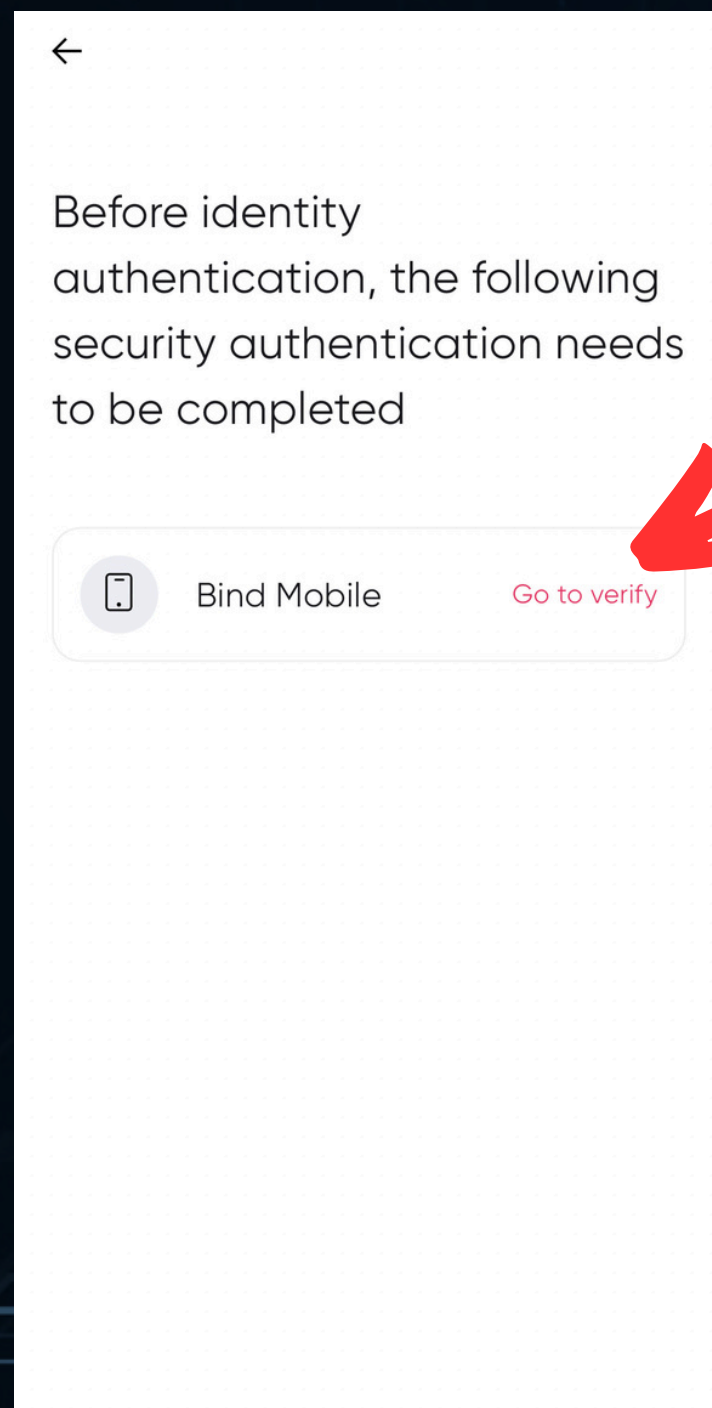 Before identity
authentication, the following
security authentication needs
to be completed
Bind Mobile Go to verify